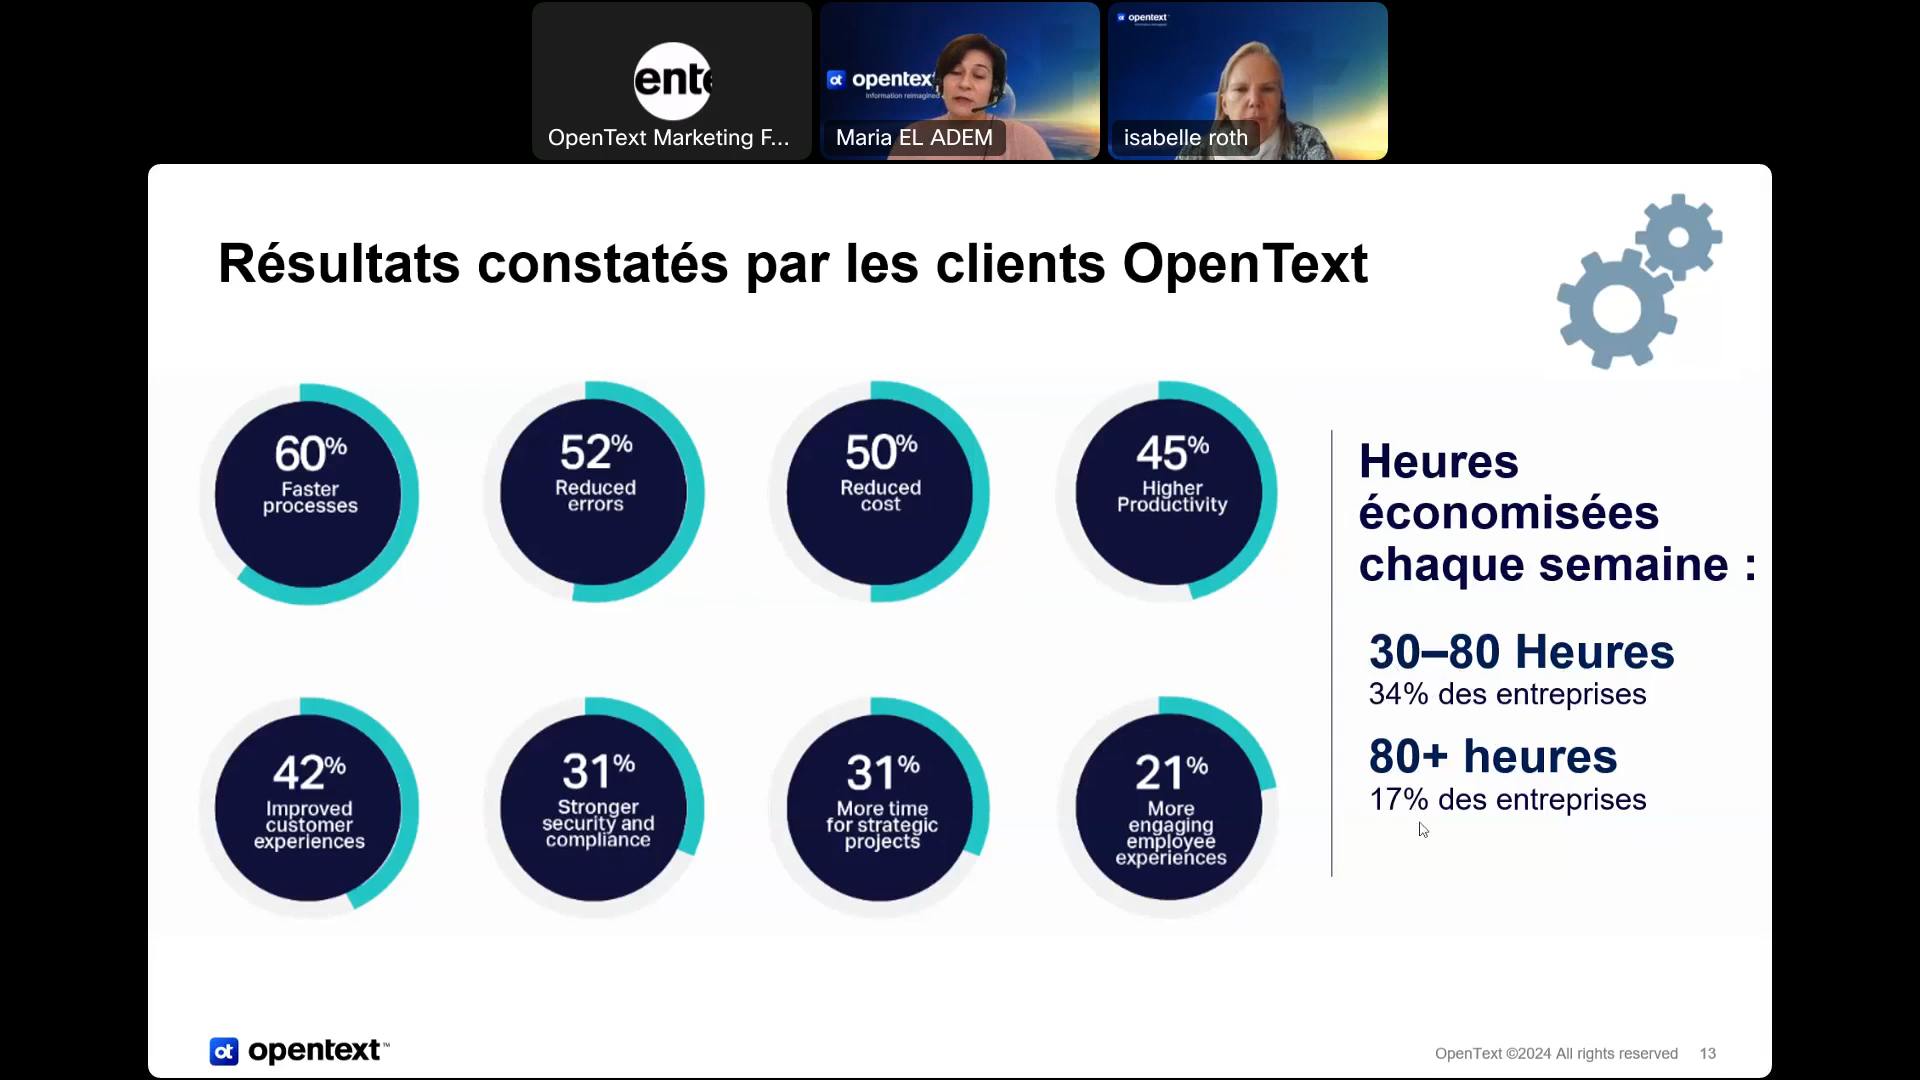 ente
OpenText Marketing F...
opentext
Information reimagined
Maria EL ADEM
opentext
isabelle roth
Résultats constatés par les clients OpenText
60%
Faster
processes
52%
Reduced
errors
50%
Reduced
cost
45%
Higher
Productivity
42%
Improved
customer
experiences
31%
Stronger
security and
compliance
31%
More time
for strategic
projects
21%
More
engaging
employee
experiences
Heures
économisées
chaque semaine :
30–80 Heures
34% des entreprises
80+ heures
17% des entreprises
ot opentext™
OpenText ©2024 All rights reserved 13